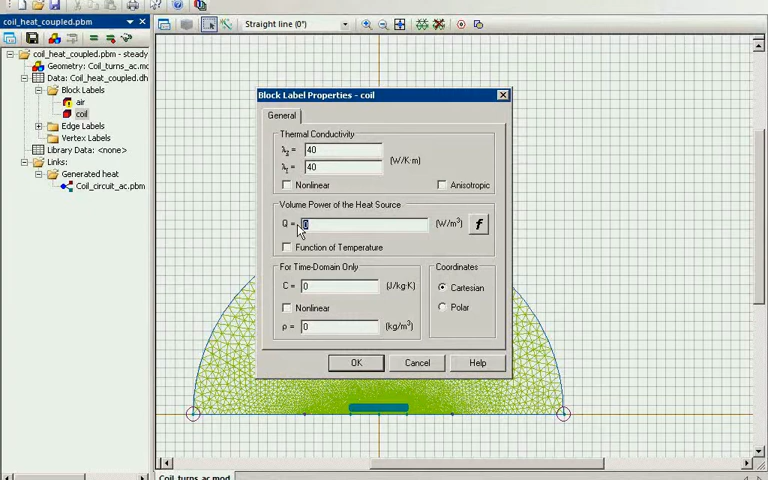 coil_heat_coupled.pbm
Straight line (0°)
coil_heat_coupled.pbm - steady
Geometry: Coil_turns_ac.mo
Data: Coil_heat_coupled.dh
Block Labels
air
coil
Edge Labels
Vertex Labels
Library Data: <none>
Links:
Generated heat
Coil_circuit_ac.pbm
Block Label Properties - coil
General
Thermal Conductivity
= 40
= 40
(W/K·m)
Nonlinear
Anisotropic
Volume Power of the Heat Source
Q = 0
(W/m³)
f
Function of Temperature
For Time-Domain Only
C = 0
(J/kg·K)
Nonlinear
ρ = 0
(kg/m³)
Coordinates
Cartesian
Polar
OK
Cancel
Help
Coil_turns_ac.mod